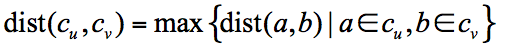 dist(c_u,c_v) = max {dist(a,b) | a∈c_u,b∈c_v}